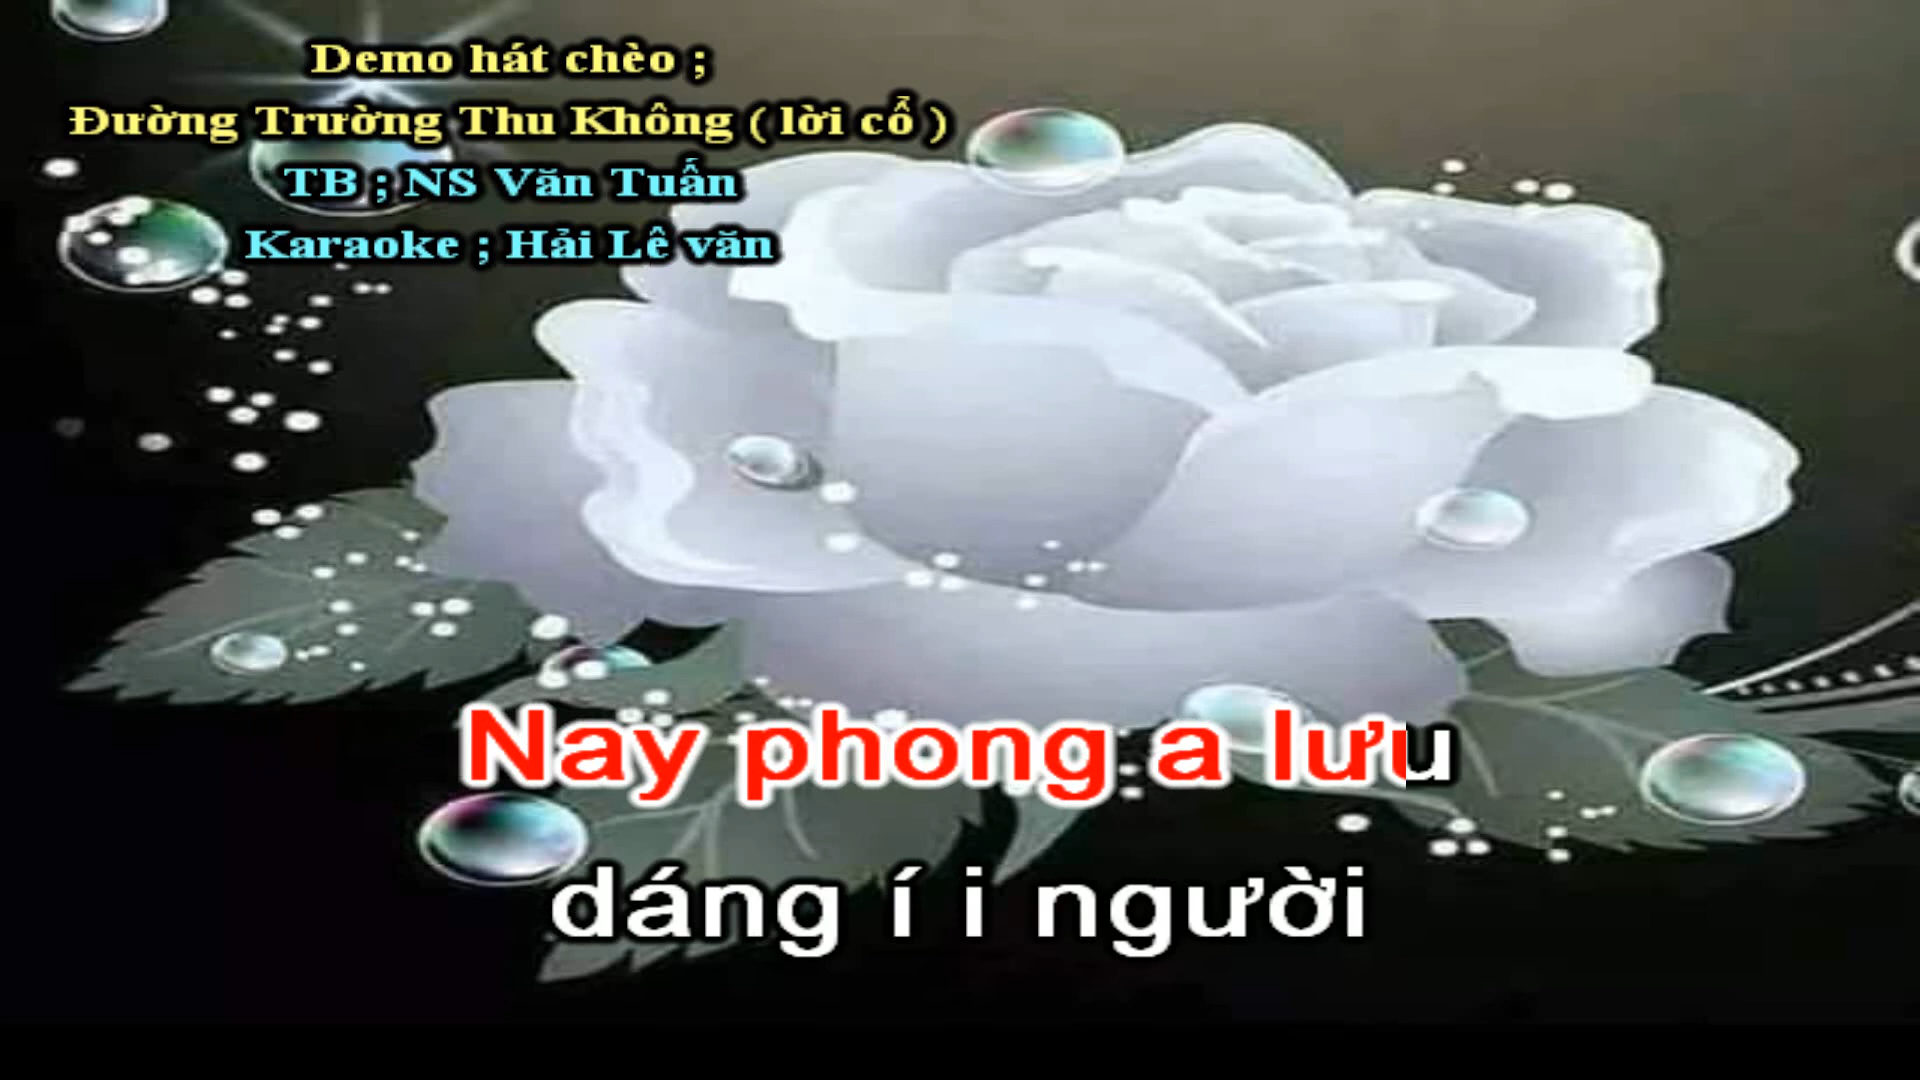 Demo hát chèo ;
Đường Trường Thu Không ( lời cổ )
TB ; NS Văn Tuấn
Karaoke ; Hải Lê văn
Nay phong a lưu
dáng í i người